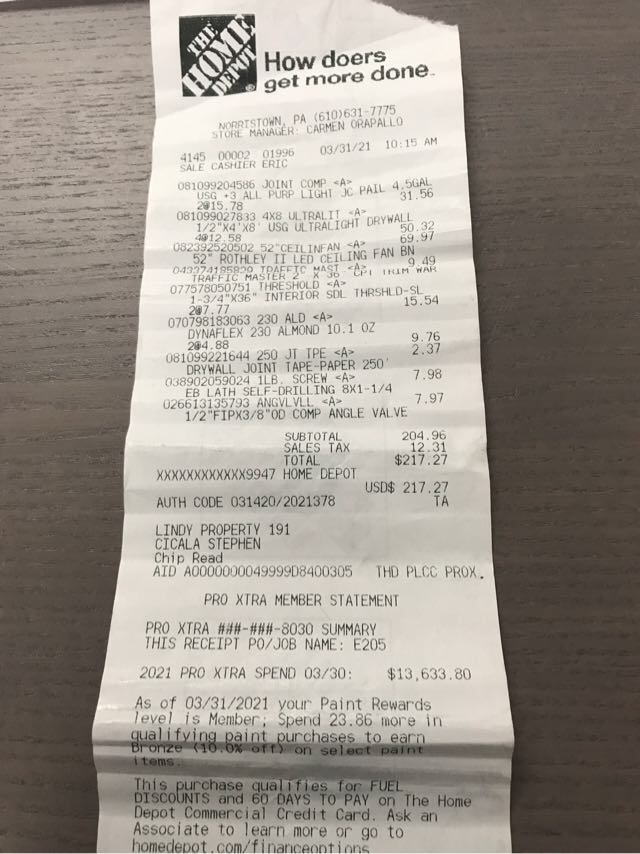 THE
HOME
DEPOT
How doers
get more done.
NORRISTOWN, PA (610)631-7775
STORE MANAGER: CARMEN ORAPALLO
4145 00002 01996 03/31/21 10:15 AM
SALE CASHIER ERIC
081099204586 JOINT COMP <A>
USG +3 ALL PURP LIGHT JC PAIL 4.5GAL
2@15.78 31.56
081099027833 4X8 ULTRALIT <A>
1/2"X4'X8' USG ULTRALIGHT DRYWALL
4@12.58 50.32
082392520502 52"CEILINFAN <A> 69.97
52" ROTHLEY II LED CEILING FAN BN
043374185829 TRAFFIC MAST <A> 9.49
TRAFFIC MASTER 2" X 36" TRIM WAR
077578050751 THRESHOLD <A>
1-3/4"X36" INTERIOR SDL THRSHLD-SL
2@7.77 15.54
070798183063 230 ALD <A>
DYNAFLEX 230 ALMOND 10.1 OZ
2@4.88 9.76
081099221644 250 JT TPE <A> 2.37
DRYWALL JOINT TAPE-PAPER 250'
038902059024 1LB. SCREW <A> 7.98
EB LATH SELF-DRILLING 8X1-1/4
026613135793 ANGVLVLL <A> 7.97
1/2"FIPX3/8"OD COMP ANGLE VALVE
SUBTOTAL 204.96
SALES TAX 12.31
TOTAL $217.27
XXXXXXXXXXXX9947 HOME DEPOT
USD$ 217.27
AUTH CODE 031420/2021378 TA
LINDY PROPERTY 191
CICALA STEPHEN
Chip Read
AID A0000000049999D8400305 THD PLCC PROX.
PRO XTRA MEMBER STATEMENT
PRO XTRA ###-###-8030 SUMMARY
THIS RECEIPT PO/JOB NAME: E205
2021 PRO XTRA SPEND 03/30: $13,633.80
As of 03/31/2021 your Paint Rewards
level is Member; Spend 23.86 more in
qualifying paint purchases to earn
Bronze (10.0% off) on select paint
items.
This purchase qualifies for FUEL
DISCOUNTS and 60 DAYS TO PAY on The Home
Depot Commercial Credit Card. Ask an
Associate to learn more or go to
homedepot.com/financeoptions